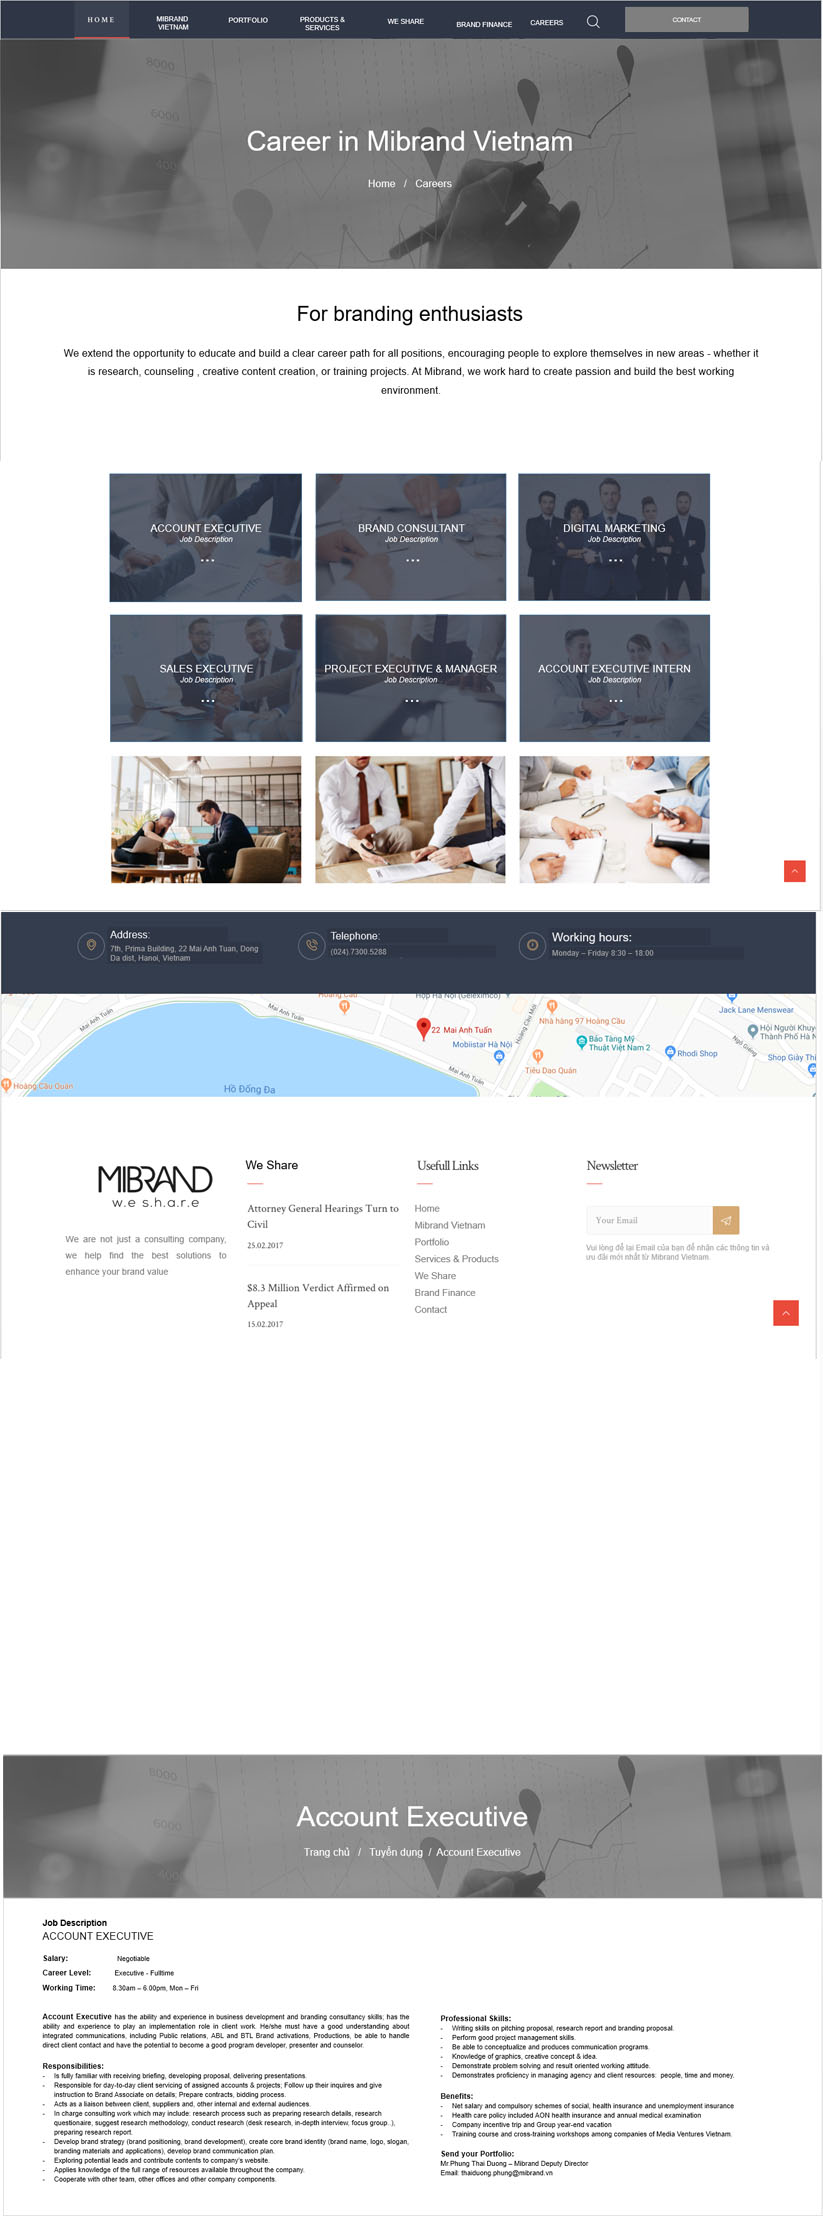 HOME
MIBRAND
VIETNAM
PORTFOLIO
PRODUCTS &
SERVICES
WE SHARE
BRAND FINANCE
CAREERS
CONTACT
8000
6000
400
Career in Mibrand Vietnam
Home / Careers
For branding enthusiasts
We extend the opportunity to educate and build a clear career path for all positions, encouraging people to explore themselves in new areas - whether it
is research, counseling , creative content creation, or training projects. At Mibrand, we work hard to create passion and build the best working
environment.
ACCOUNT EXECUTIVE
Job Description
BRAND CONSULTANT
Job Description
DIGITAL MARKETING
Job Description
SALES EXECUTIVE
Job Description
PROJECT EXECUTIVE & MANAGER
Job Description
ACCOUNT EXECUTIVE INTERN
Job Description
Address:
7th, Prima Building, 22 Mai Anh Tuan, Dong
Da dist, Hanoi, Vietnam
Telephone:
(024).7300.5288
Working hours:
Monday – Friday 8:30 – 18:00
Hoàng Cầu
Hợp Hà Nội (Geleximco)
Jack Lane Menswear
Mai Anh Tuấn
Mai Anh Tuấn
Hoàng Cầu Mới
Nhà hàng 97 Hoàng Cầu
22 Mai Anh Tuấn
Mobiistar Hà Nội
Bảo Tàng Mỹ
Thuật Việt Nam 2
Hội Người Khuy
Thành Phố Hà N
Rhodi Shop
Shop Giày Thi
Mai Anh Tuấn
Tiêu Dao Quán
Hoàng Cầu Quan
Hồ Đống Đa
MIBRAND
w.e s.h.a.r.e
We are not just a consulting company,
we help find the best solutions to
enhance your brand value
We Share
Attorney General Hearings Turn to
Civil
25.02.2017
$8.3 Million Verdict Affirmed on
Appeal
15.02.2017
Usefull Links
Home
Mibrand Vietnam
Portfolio
Services & Products
We Share
Brand Finance
Contact
Newsletter
Your Email
Vui lòng để lại Email của bạn để nhận các thông tin và
ưu đãi mới nhất từ Mibrand Vietnam.
8000
6000
4000
Account Executive
Trang chủ / Tuyển dụng / Account Executive
Job Description
ACCOUNT EXECUTIVE
Salary: Negotiable
Career Level: Executive - Fulltime
Working Time: 8.30am – 6.00pm, Mon – Fri
Account Executive has the ability and experience in business development and branding consultancy skills; has the
ability and experience to play an implementation role in client work. He/she must have a good understanding about
integrated communications, including Public relations, ABL and BTL Brand activations, Productions, be able to handle
direct client contact and have the potential to become a good program developer, presenter and counselor.
Responsibilities:
- Is fully familiar with receiving briefing, developing proposal, delivering presentations.
- Responsible for day-to-day client servicing of assigned accounts & projects; Follow up their inquires and give
instruction to Brand Associate on details; Prepare contracts, bidding process.
- Acts as a liaison between client, suppliers and, other internal and external audiences.
- In charge consulting work which may include: research process such as preparing research details, research
questionaire, suggest research methodology, conduct research (desk research, in-depth interview, focus group..),
preparing research report.
- Develop brand strategy (brand positioning, brand development), create core brand identity (brand name, logo, slogan,
branding materials and applications), develop brand communication plan.
- Exploring potential leads and contribute contents to company's website.
- Applies knowledge of the full range of resources available throughout the company.
- Cooperate with other team, other offices and other company components.
Professional Skills:
- Writing skills on pitching proposal, research report and branding proposal.
- Perform good project management skills.
- Be able to conceptualize and produces communication programs.
- Knowledge of graphics, creative concept & idea.
- Demonstrate problem solving and result oriented working attitude.
- Demonstrates proficiency in managing agency and client resources: people, time and money.
Benefits:
- Net salary and compulsory schemes of social, health insurance and unemployment insurance
- Health care policy included AON health insurance and annual medical examination
- Company incentive trip and Group year-end vacation
- Training course and cross-training workshops among companies of Media Ventures Vietnam.
Send your Portfolio:
Mr.Phung Thai Duong – Mibrand Deputy Director
Email: thaiduong.phung@mibrand.vn